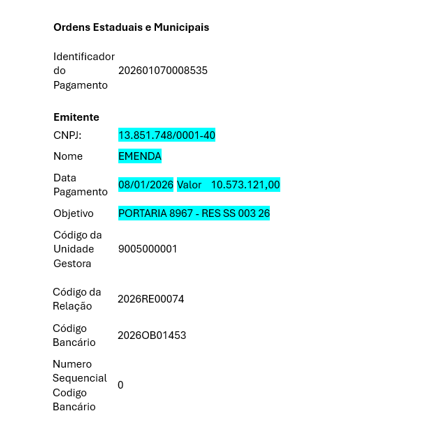 Ordens Estaduais e Municipais
Identificador
do 202601070008535
Pagamento
Emitente
CNPJ: 13.851.748/0001-40
Nome EMENDA
Data
Pagamento 08/01/2026 Valor 10.573.121,00
Objetivo PORTARIA 8967 - RES SS 003 26
Código da
Unidade 9005000001
Gestora
Código da
Relação 2026RE00074
Código
Bancário 2026OB01453
Numero
Sequencial
Codigo 0
Bancário